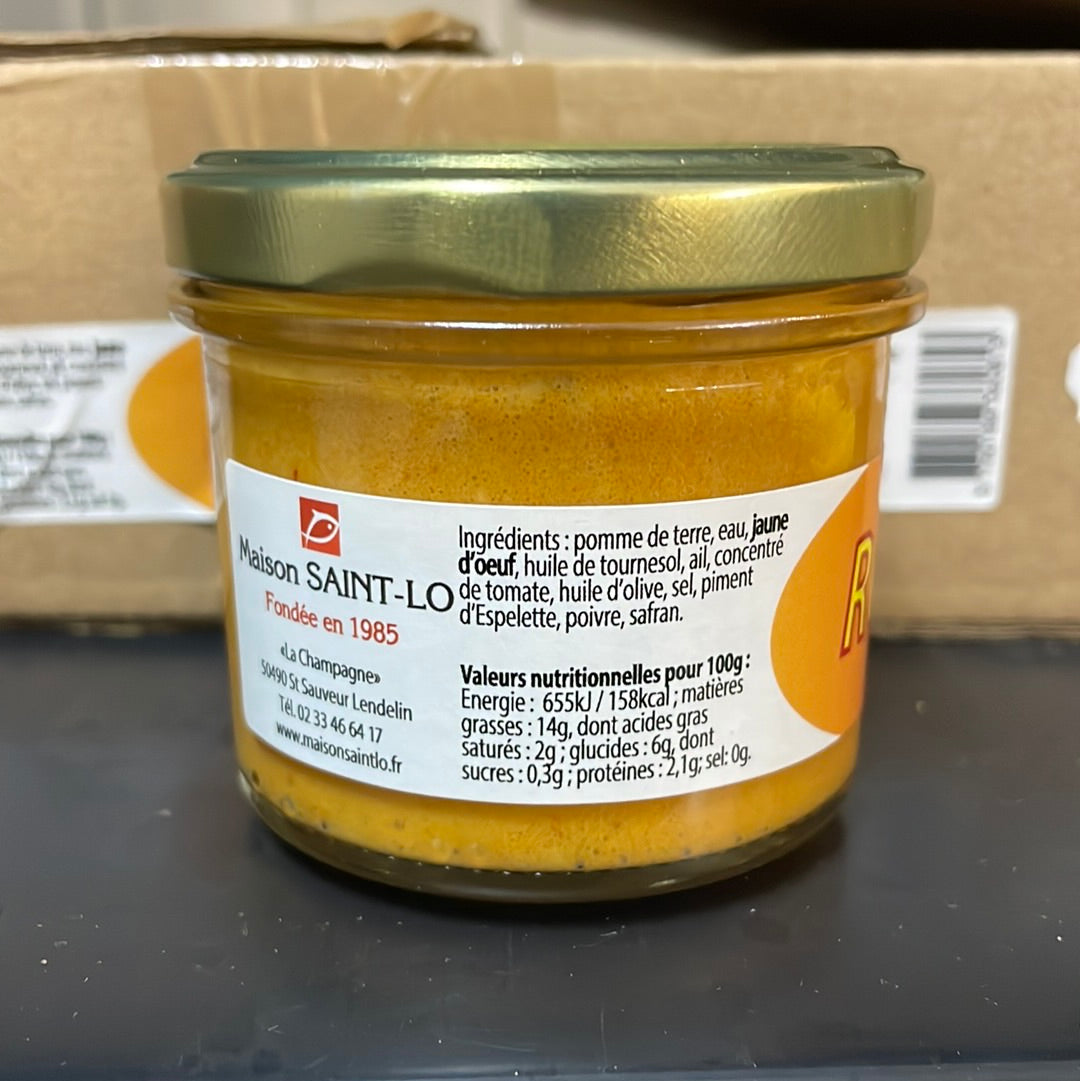 Maison SAINT-LO
Fondée en 1985
«La Champagne»
50490 St Sauveur Lendelin
Tél. 02 33 46 64 17
www.maisonsaintlo.fr
Ingrédients : pomme de terre, eau, jaune
d'oeuf, huile de tournesol, ail, concentré
de tomate, huile d'olive, sel, piment
d'Espelette, poivre, safran.
Valeurs nutritionnelles pour 100g :
Energie : 655kJ / 158kcal ; matières
grasses : 14g, dont acides gras
saturés : 2g ; glucides : 6g, dont
sucres : 0,3g ; protéines : 2,1g; sel: 0g.
R